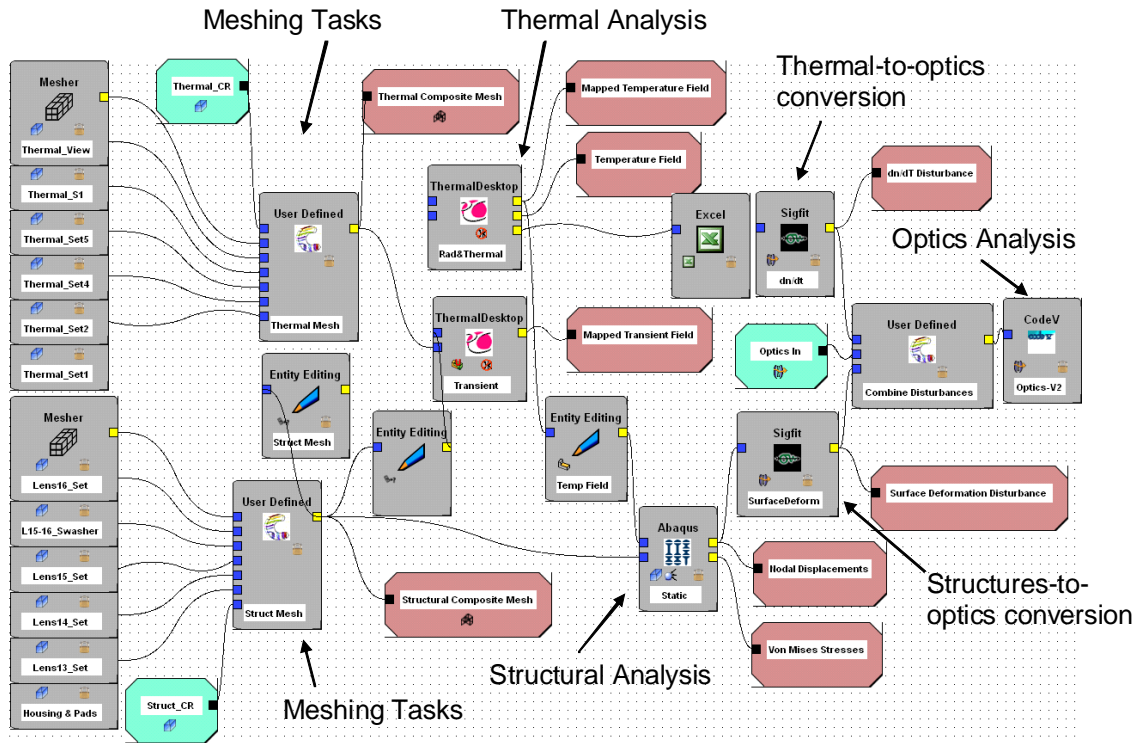 Meshing Tasks
Thermal Analysis
Thermal-to-optics
conversion
Optics Analysis
Mesher
Thermal_View
Thermal_S1
Thermal_Set5
Thermal_Set4
Thermal_Set2
Thermal_Set1
Thermal_CR
Thermal Composite Mesh
User Defined
Thermal Mesh
ThermalDesktop
Rad&Thermal
Mapped Temperature Field
Temperature Field
Excel
Sigfit
dn/dt
dn/dT Disturbance
ThermalDesktop
Transient
Mapped Transient Field
Optics In
User Defined
Combine Disturbances
CodeV
Optics-V2
Entity Editing
Struct Mesh
Entity Editing
Entity Editing
Temp Field
Sigfit
SurfaceDeform
Surface Deformation Disturbance
Mesher
Lens16_Set
L15-16_Swasher
Lens15_Set
Lens14_Set
Lens13_Set
Housing & Pads
User Defined
Struct Mesh
Struct_CR
Structural Composite Mesh
Abaqus
Static
Nodal Displacements
Von Mises Stresses
Structures-to-
optics conversion
Structural Analysis
Meshing Tasks